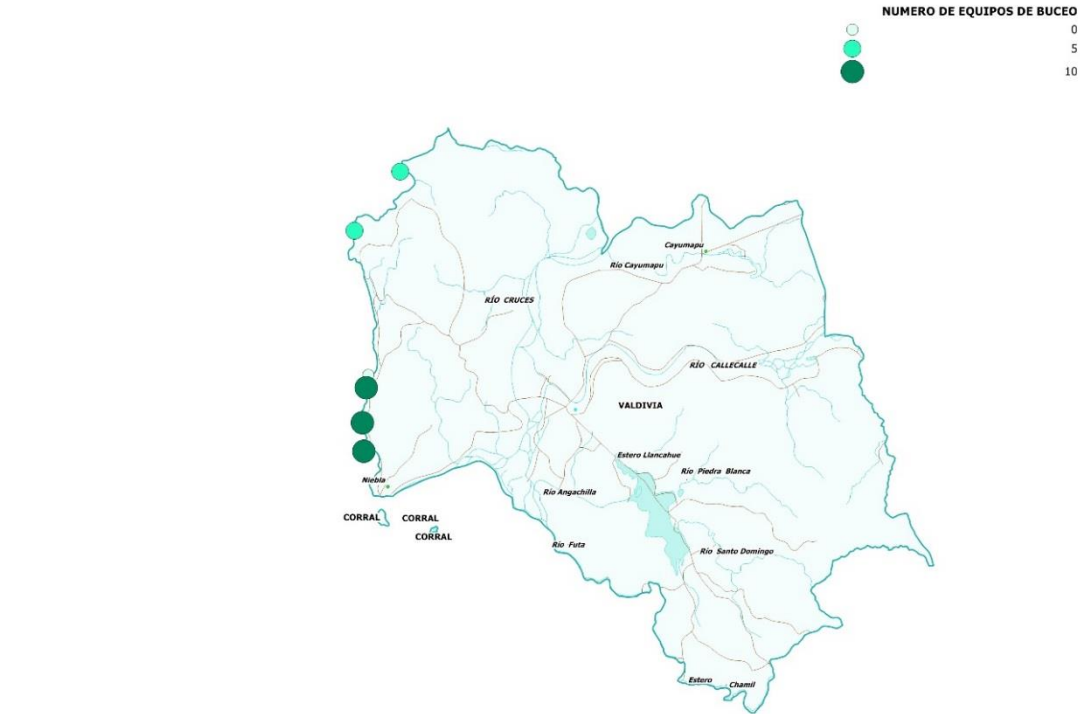 NUMERO DE EQUIPOS DE BUCEO
0
5
10
Cayumapu
Río Cayumapu
RÍO CRUCES
RÍO CALLECALLE
VALDIVIA
Estero Llancahue
Río Piedra Blanca
Niebla
Río Angachilla
CORRAL
CORRAL
CORRAL
Río Futa
Río Santo Domingo
Estero Chamil